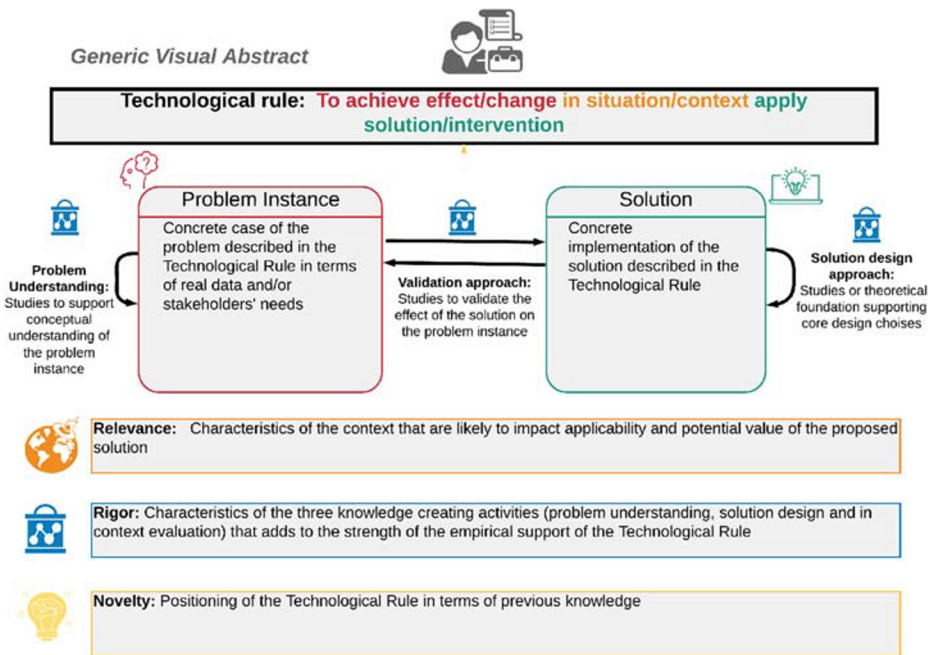 Generic Visual Abstract
Technological rule: To achieve effect/change in situation/context apply
solution/intervention
Problem Instance
Concrete case of the
problem described in the
Technological Rule in terms
of real data and/or
stakeholders' needs
Solution
Concrete
implementation of the
solution described in the
Technological Rule
Problem
Understanding:
Studies to support
conceptual
understanding of
the problem
instance
Validation approach:
Studies to validate the
effect of the solution on
the problem instance
Solution design
approach:
Studies or theoretical
foundation supporting
core design choises
Relevance: Characteristics of the context that are likely to impact applicability and potential value of the proposed
solution
Rigor: Characteristics of the three knowledge creating activities (problem understanding, solution design and in
context evaluation) that adds to the strength of the empirical support of the Technological Rule
Novelty: Positioning of the Technological Rule in terms of previous knowledge